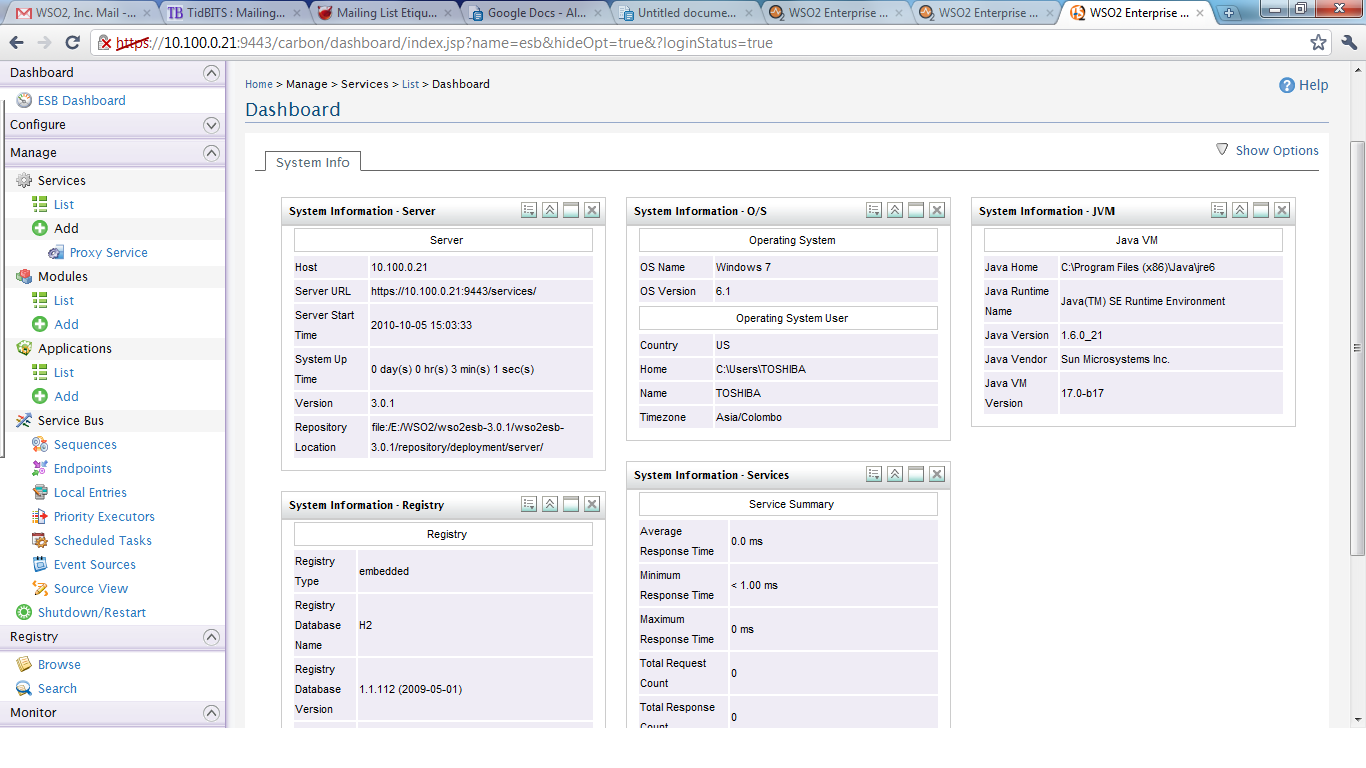 WSO2, Inc. Mail -...
TidBITS : Mailing...
Mailing List Etiqu...
Google Docs - Al...
Untitled docume...
WSO2 Enterprise ...
WSO2 Enterprise ...
WSO2 Enterprise ...
https://10.100.0.21:9443/carbon/dashboard/index.jsp?name=esb&hideOpt=true&?loginStatus=true
Dashboard
ESB Dashboard
Configure
Manage
Services
List
Add
Proxy Service
Modules
List
Add
Applications
List
Add
Service Bus
Sequences
Endpoints
Local Entries
Priority Executors
Scheduled Tasks
Event Sources
Source View
Shutdown/Restart
Registry
Browse
Search
Monitor
Home > Manage > Services > List > Dashboard
Help
Dashboard
Show Options
System Info
System Information - Server
Server
Host 10.100.0.21
Server URL https://10.100.0.21:9443/services/
Server Start
Time
2010-10-05 15:03:33
System Up
Time
0 day(s) 0 hr(s) 3 min(s) 1 sec(s)
Version 3.0.1
Repository
Location
file:/E:/WSO2/wso2esb-3.0.1/wso2esb-
3.0.1/repository/deployment/server/
System Information - Registry
Registry
Registry
Type
embedded
Registry
Database
Name
H2
Registry
Database
Version
1.1.112 (2009-05-01)
System Information - O/S
Operating System
OS Name Windows 7
OS Version 6.1
Operating System User
Country US
Home C:\Users\TOSHIBA
Name TOSHIBA
Timezone Asia/Colombo
System Information - Services
Service Summary
Average
Response Time
0.0 ms
Minimum
Response Time
< 1.00 ms
Maximum
Response Time
0 ms
Total Request
Count
0
Total Response
Count
0
System Information - JVM
Java VM
Java Home C:\Program Files (x86)\Java\jre6
Java Runtime
Name
Java(TM) SE Runtime Environment
Java Version 1.6.0_21
Java Vendor Sun Microsystems Inc.
Java VM
Version
17.0-b17